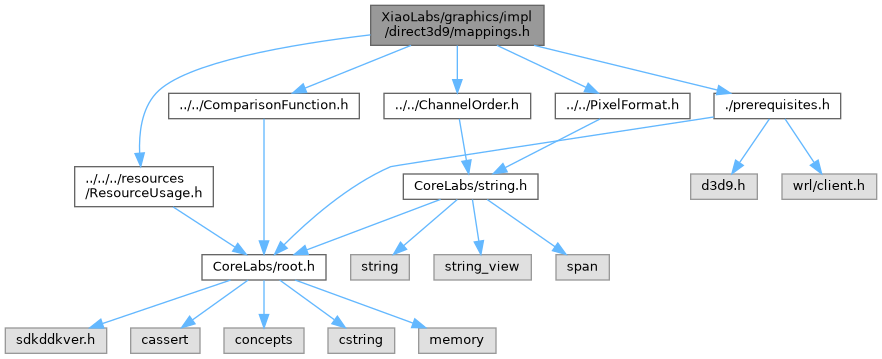 XiaoLabs/graphics/impl
/direct3d9/mappings.h
../../ComparisonFunction.h
../../ChannelOrder.h
../../PixelFormat.h
./prerequisites.h
../../../resources
/ResourceUsage.h
CoreLabs/string.h
d3d9.h
wrl/client.h
CoreLabs/root.h
string
string_view
span
sdkddkver.h
cassert
concepts
cstring
memory